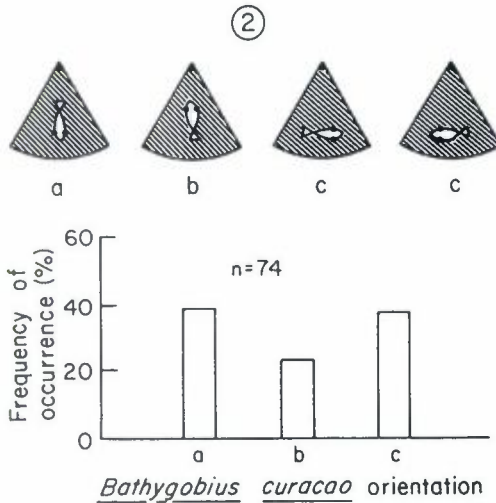 2
a b c c
Frequency of
occurrence (%)
60
40
20
0
n=74
a b c
Bathygobius curacao orientation